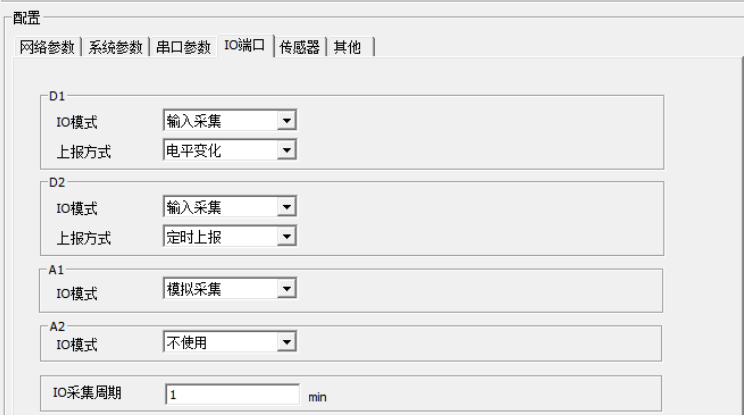 配置
网络参数 系统参数 串口参数 IO端口 传感器 其他
D1
IO模式 输入采集
上报方式 电平变化
D2
IO模式 输入采集
上报方式 定时上报
A1
IO模式 模拟采集
A2
IO模式 不使用
IO采集周期 1 min